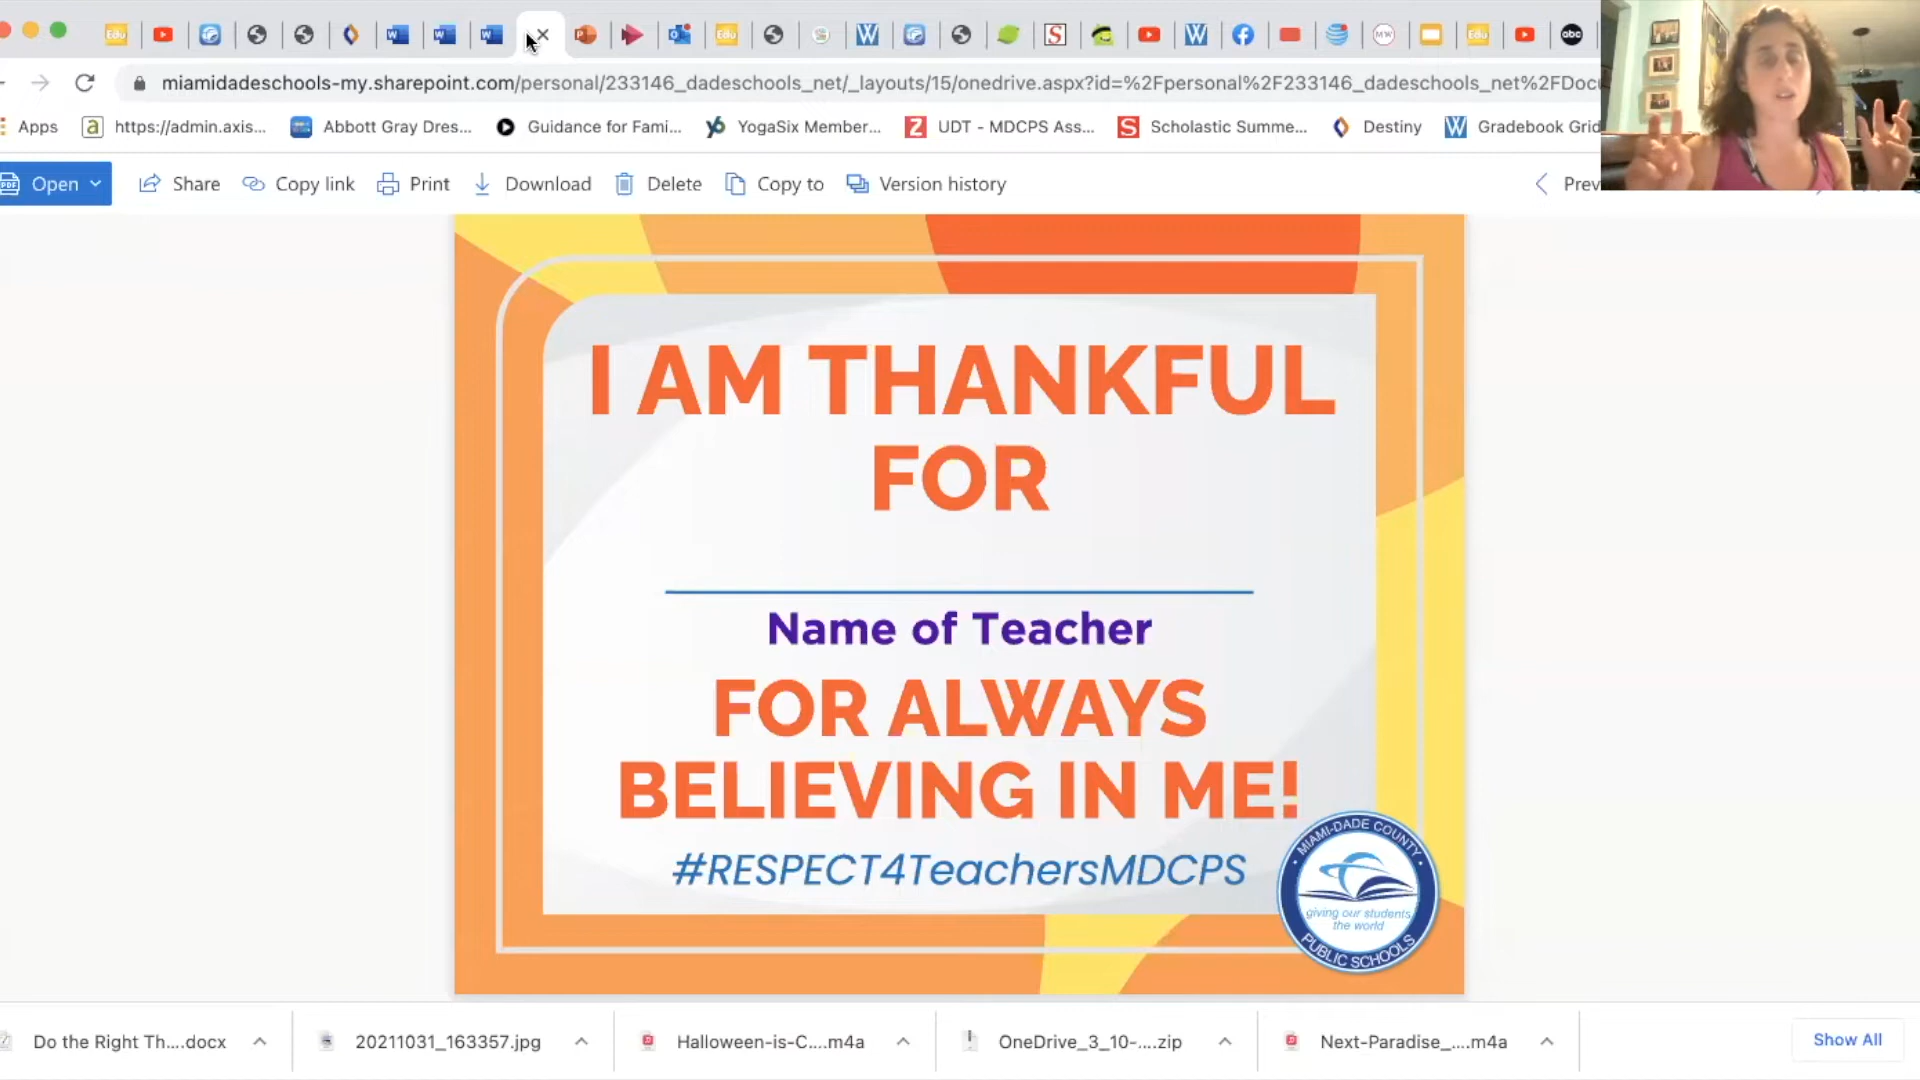 miamidadeschools-my.sharepoint.com/personal/233146_dadeschools_net/_layouts/15/onedrive.aspx?id=%2Fpersonal%2F233146_dadeschools_net%2FDocu
Apps https://admin.axis... Abbott Gray Dres... Guidance for Fami... YogaSix Member... UDT - MDCPS Ass... Scholastic Summe... Destiny Gradebook Grid
Open Share Copy link Print Download Delete Copy to Version history Prev
I AM THANKFUL
FOR
Name of Teacher
FOR ALWAYS
BELIEVING IN ME!
#RESPECT4TeachersMDCPS
MIAMI-DADE COUNTY
giving our students
the world
PUBLIC SCHOOLS
Do the Right Th....docx 20211031_163357.jpg Halloween-is-C....m4a OneDrive_3_10-....zip Next-Paradise_....m4a Show All